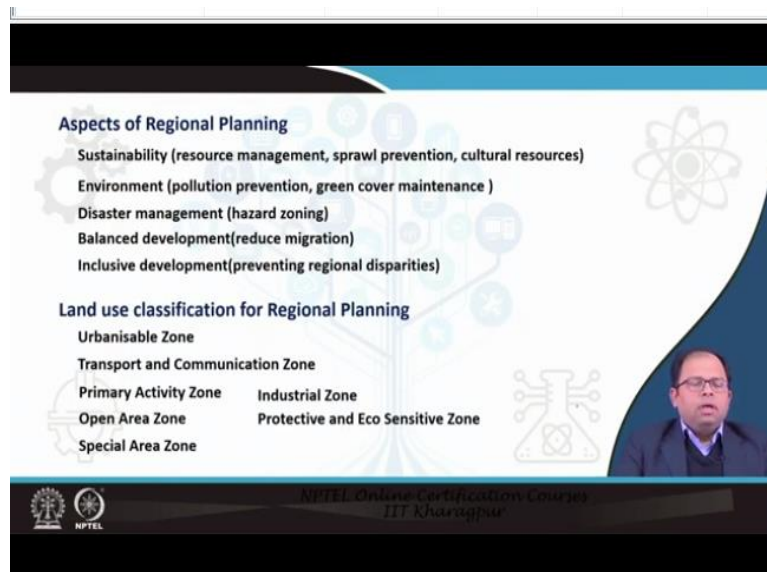 Aspects of Regional Planning
Sustainability (resource management, sprawl prevention, cultural resources)
Environment (pollution prevention, green cover maintenance )
Disaster management (hazard zoning)
Balanced development(reduce migration)
Inclusive development(preventing regional disparities)
Land use classification for Regional Planning
Urbanisable Zone
Transport and Communication Zone
Primary Activity Zone Industrial Zone
Open Area Zone Protective and Eco Sensitive Zone
Special Area Zone
NPTEL Online Certification Courses
IIT Kharagpur
NPTEL